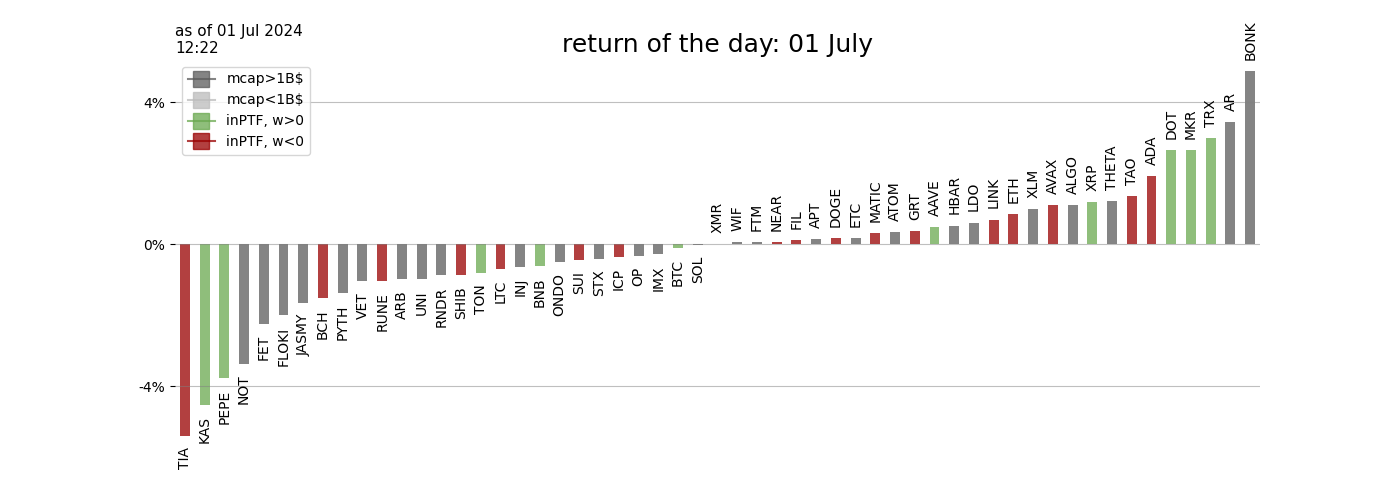 as of 01 Jul 2024
12:22
return of the day: 01 July
mcap>1B$
mcap<1B$
inPTF, w>0
inPTF, w<0
4%
0%
-4%
TIA
KAS
PEPE
NOT
FET
FLOKI
JASMY
BCH
PYTH
VET
RUNE
ARB
UNI
RNDR
SHIB
TON
LTC
INJ
BNB
ONDO
SUI
STX
ICP
OP
IMX
BTC
SOL
XMR
WIF
FTM
NEAR
FIL
APT
DOGE
ETC
MATIC
ATOM
GRT
AAVE
HBAR
LDO
LINK
ETH
XLM
AVAX
ALGO
XRP
THETA
TAO
ADA
DOT
MKR
TRX
AR
BONK